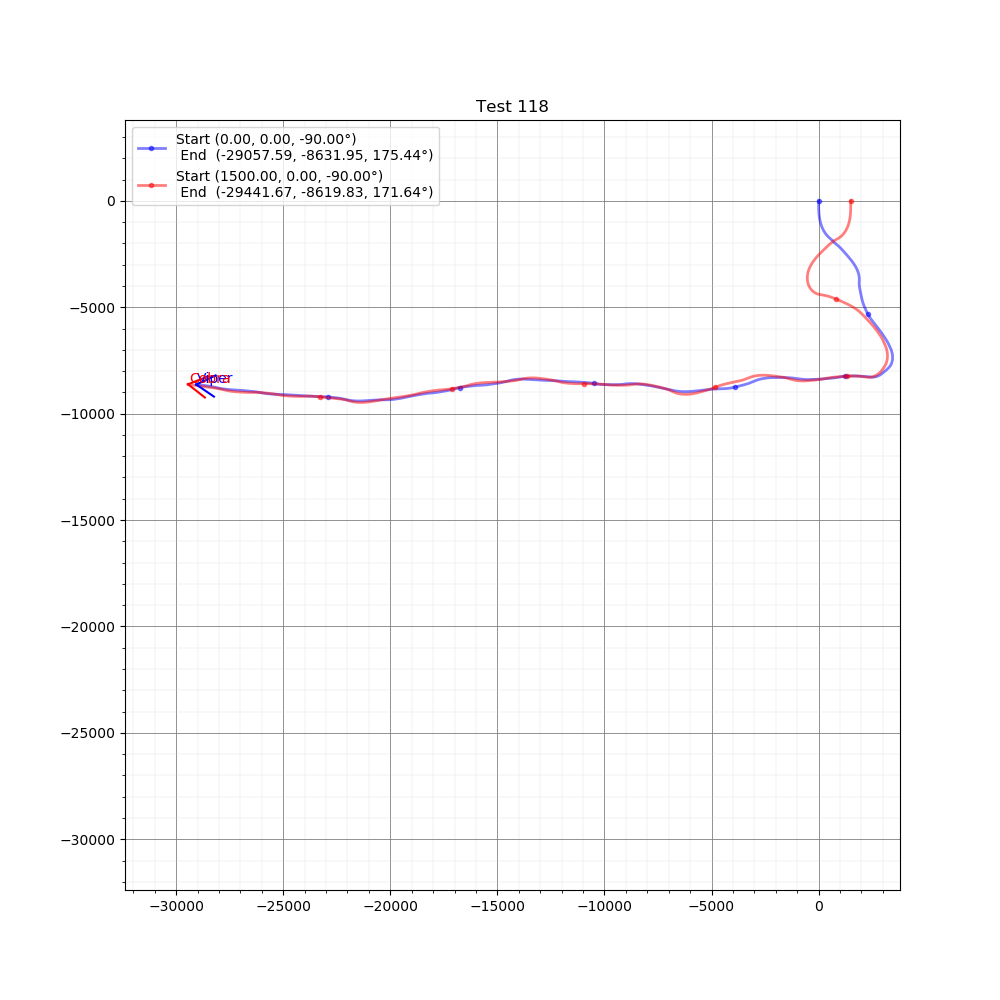 Test 118
Start (0.00, 0.00, -90.00°)
End  (-29057.59, -8631.95, 175.44°)
Start (1500.00, 0.00, -90.00°)
End  (-29441.67, -8619.83, 171.64°)
0
−5000
−10000
−15000
−20000
−25000
−30000
−30000 −25000 −20000 −15000 −10000 −5000 0